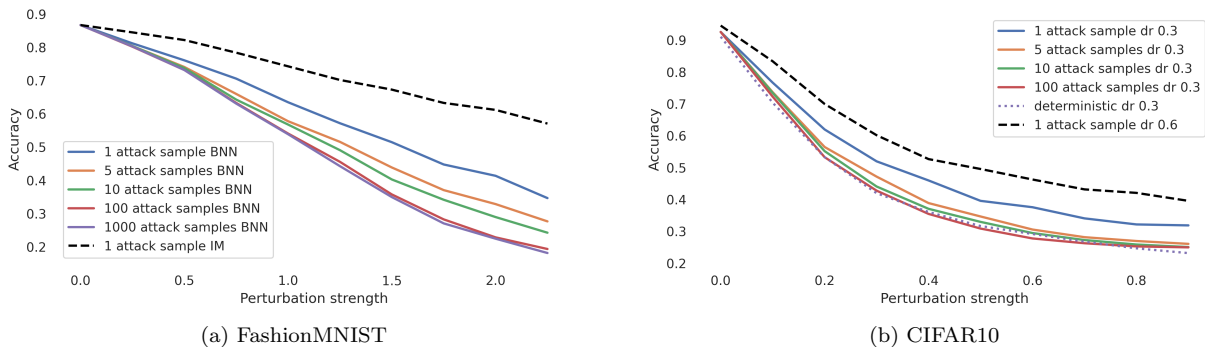 0.9
0.8
0.7
0.6
0.5
0.4
0.3
0.2
Accuracy
1 attack sample BNN
5 attack samples BNN
10 attack samples BNN
100 attack samples BNN
1000 attack samples BNN
1 attack sample IM
0.0 0.5 1.0 1.5 2.0
Perturbation strength
(a) FashionMNIST
0.9
0.8
0.7
0.6
0.5
0.4
0.3
0.2
Accuracy
1 attack sample dr 0.3
5 attack samples dr 0.3
10 attack samples dr 0.3
100 attack samples dr 0.3
deterministic dr 0.3
1 attack sample dr 0.6
0.0 0.2 0.4 0.6 0.8
Perturbation strength
(b) CIFAR10